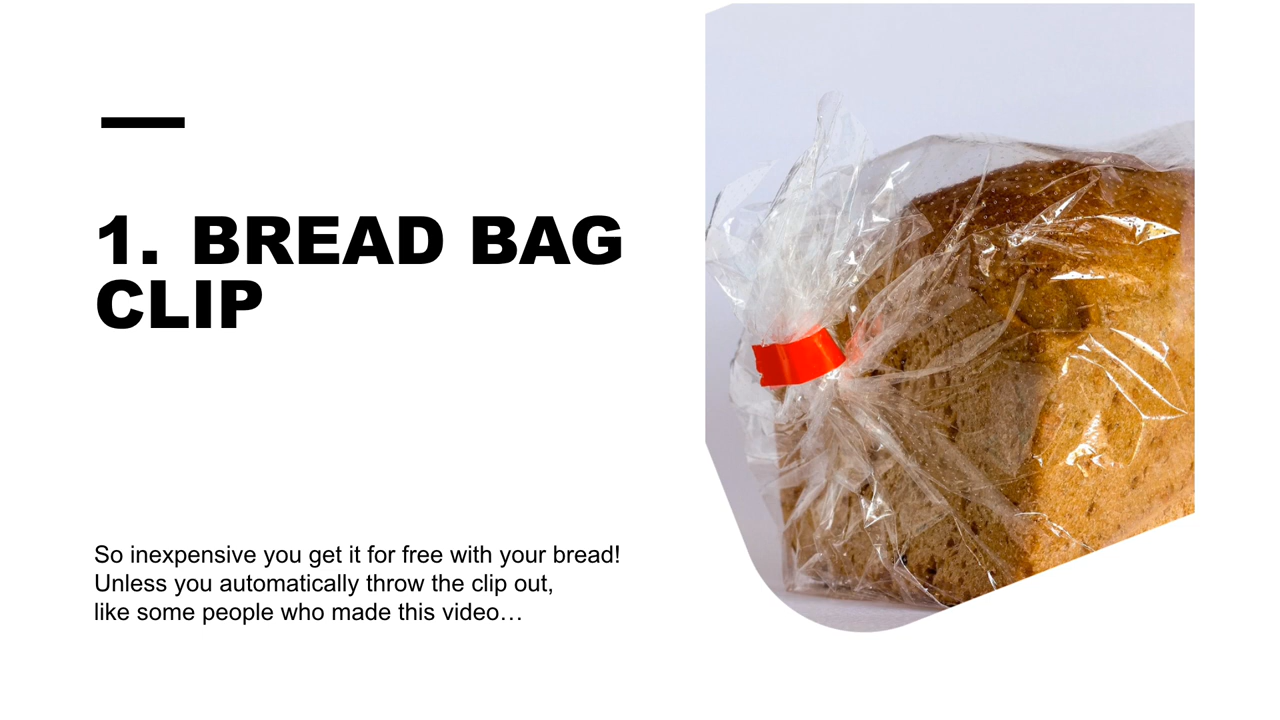 1. BREAD BAG
CLIP
So inexpensive you get it for free with your bread!
Unless you automatically throw the clip out,
like some people who made this video…